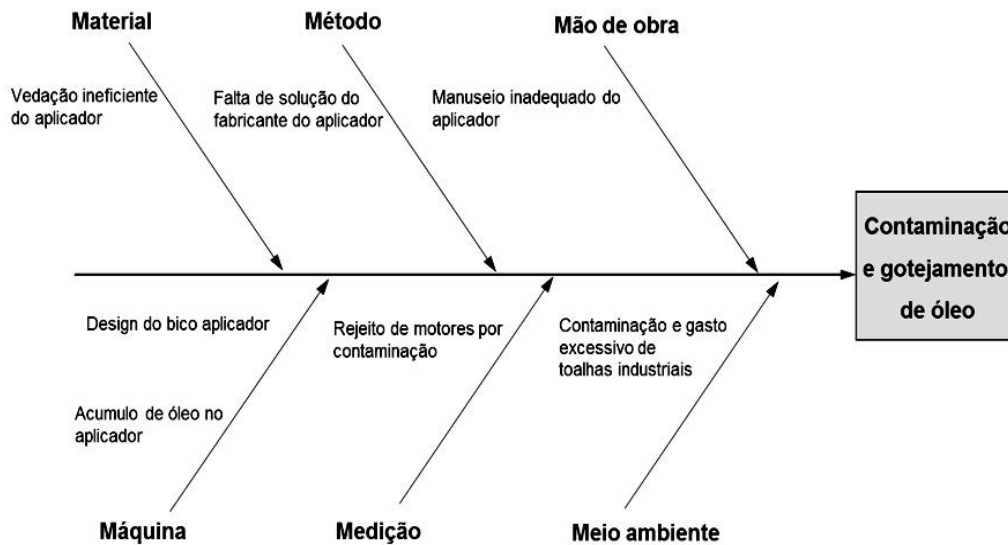 Material
Método
Mão de obra
Vedação ineficiente
do aplicador
Falta de solução do
fabricante do aplicador
Manuseio inadequado do
aplicador
Contaminação
e gotejamento
de óleo
Design do bico aplicador
Rejeito de motores por
contaminação
Contaminação e gasto
excessivo de
toalhas industriais
Acumulo de óleo no
aplicador
Máquina
Medição
Meio ambiente